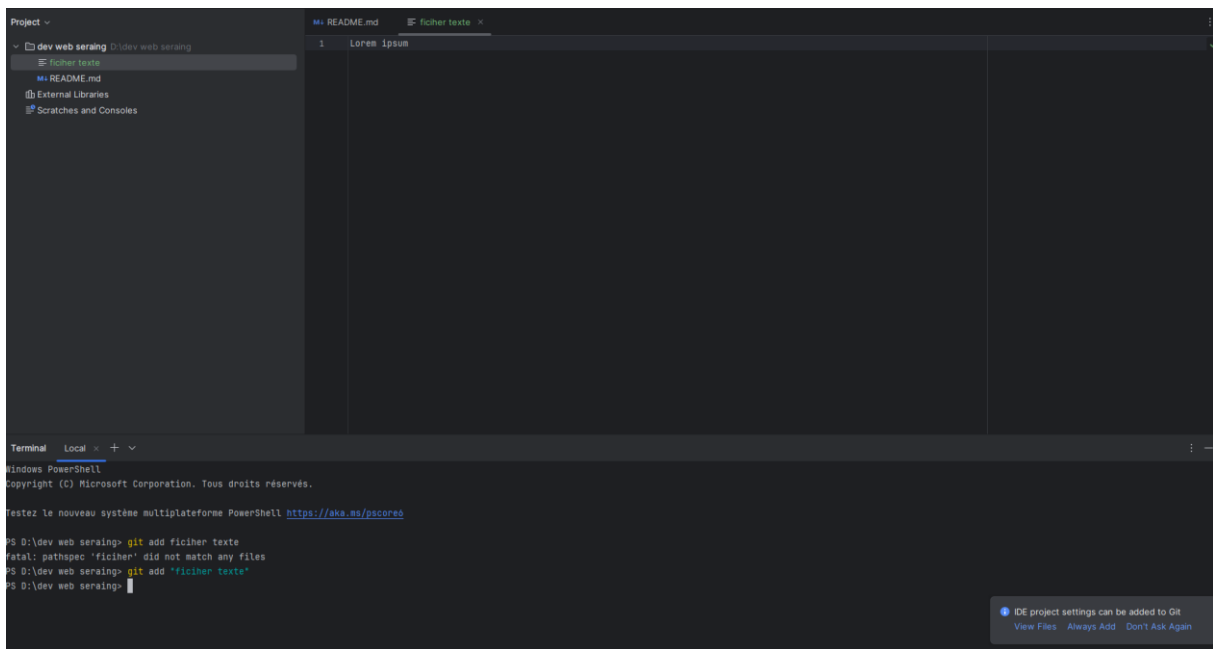 Project
dev web seraing D:\dev web seraing
ficiher texte
M↓ README.md
External Libraries
Scratches and Consoles
M↓ README.md ficiher texte ×
1 Lorem ipsum
Terminal Local × +
Windows PowerShell
Copyright (C) Microsoft Corporation. Tous droits réservés.
Testez le nouveau système multiplateforme PowerShell https://aka.ms/pscore6
PS D:\dev web seraing> git add ficiher texte
fatal: pathspec 'ficiher' did not match any files
PS D:\dev web seraing> git add "ficiher texte"
PS D:\dev web seraing>
IDE project settings can be added to Git
View Files Always Add Don't Ask Again